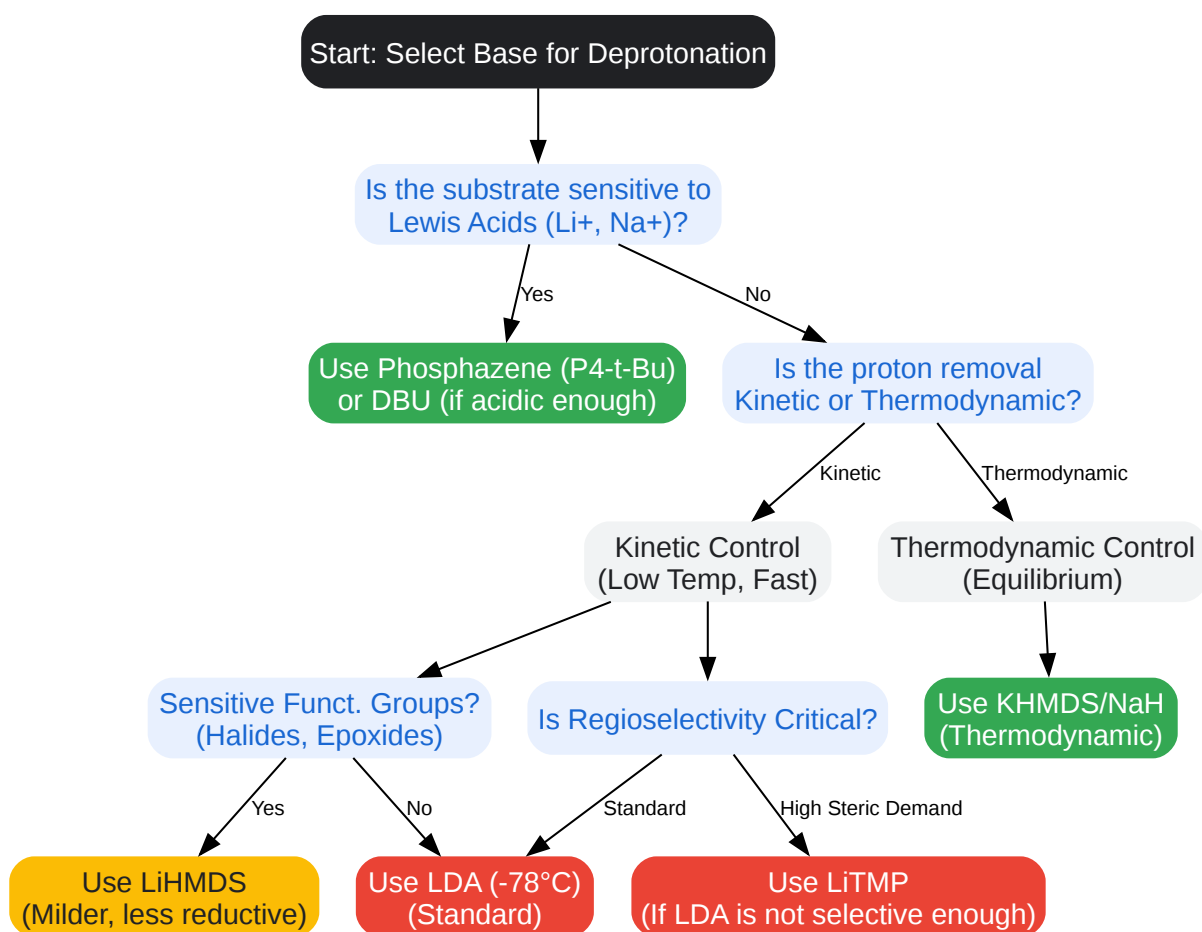 Start: Select Base for Deprotonation
Is the substrate sensitive to
Lewis Acids (Li+, Na+)?
Yes
No
Use Phosphazene (P4-t-Bu)
or DBU (if acidic enough)
Is the proton removal
Kinetic or Thermodynamic?
Kinetic
Thermodynamic
Kinetic Control
(Low Temp, Fast)
Thermodynamic Control
(Equilibrium)
Sensitive Funct. Groups?
(Halides, Epoxides)
Is Regioselectivity Critical?
Use KHMDS/NaH
(Thermodynamic)
Yes
No
Standard
High Steric Demand
Use LiHMDS
(Milder, less reductive)
Use LDA (-78°C)
(Standard)
Use LiTMP
(If LDA is not selective enough)